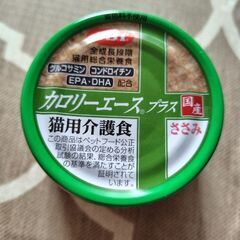 全成長段階
猫用総合栄養食
グルコサミン コンドロイチン
EPA・DHA
カロリーエース プラス
国産
ささみ
猫用介護食
この商品はペットフード公正
取引協議会の定める分析
試験の結果、総合栄養食
の基準を満たすことが
証明されて
います。